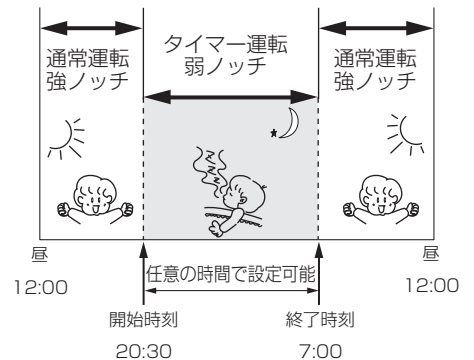 通常運転
強ノッチ
タイマー運転
弱ノッチ
通常運転
強ノッチ
zzzz
昼
12:00
任意の時間で設定可能
昼
12:00
開始時刻
20:30
終了時刻
7:00